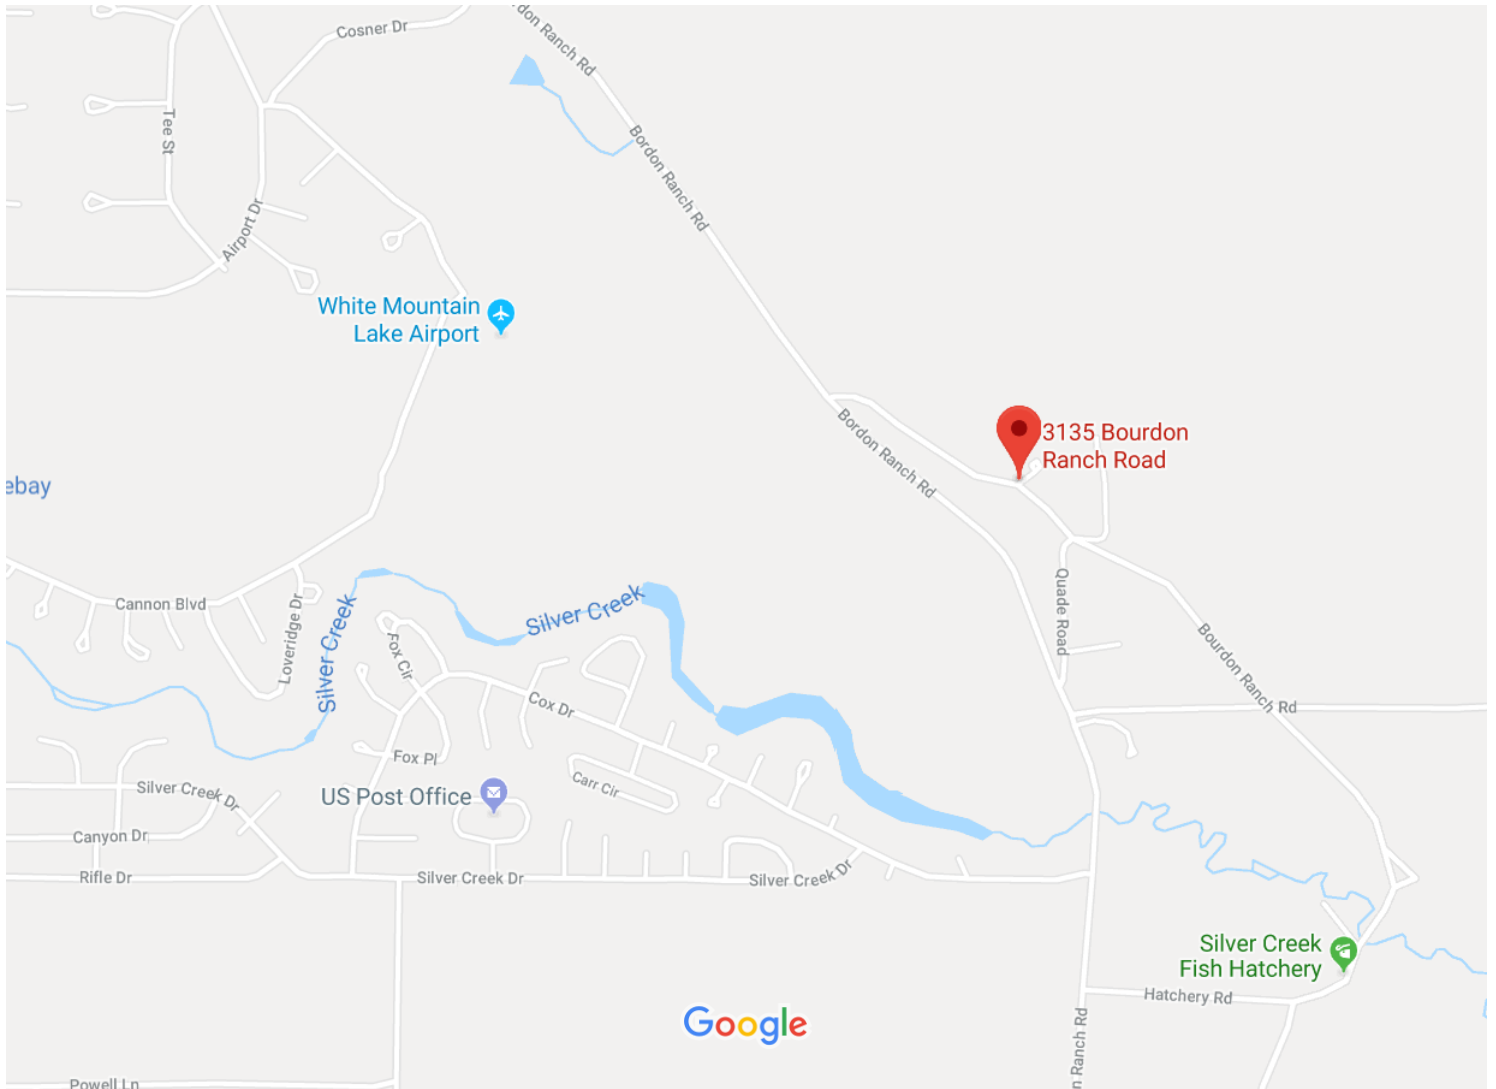 Cosner Dr
don Ranch Rd
Tee St
Bordon Ranch Rd
Airport Dr
White Mountain
Lake Airport
Bordon Ranch Rd
3135 Bourdon
Ranch Road
ebay
Cannon Blvd
Loveridge Dr
Silver Creek
Silver Creek
Fox Cir
Quade Road
Bourdon Ranch Rd
Cox Dr
Fox Pl
Carr Cir
US Post Office
Silver Creek Dr
Canyon Dr
Rifle Dr
Silver Creek Dr
Silver Creek Dr
Silver Creek
Fish Hatchery
Hatchery Rd
Google
n Ranch Rd
Powell Ln